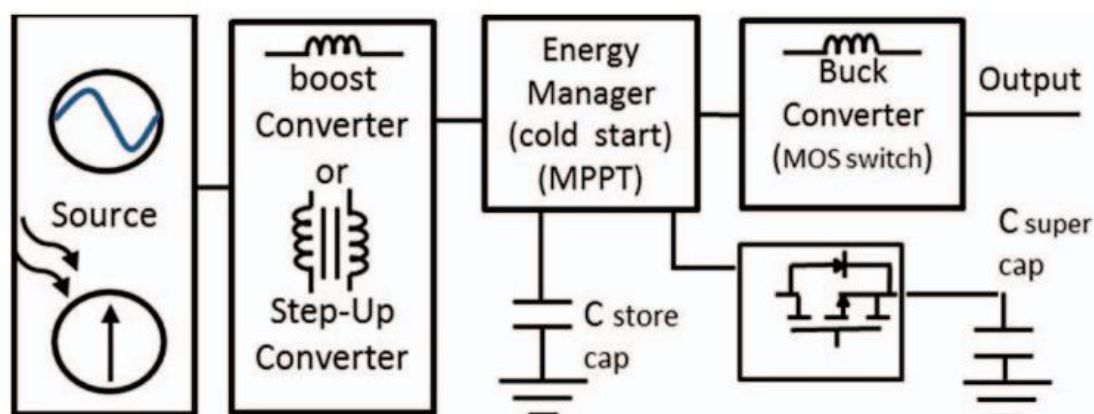 Source
boost
Converter
or
Step-Up
Converter
Energy
Manager
(cold start)
(MPPT)
Buck
Converter
(MOS switch)
Output
C store
cap
C super
cap